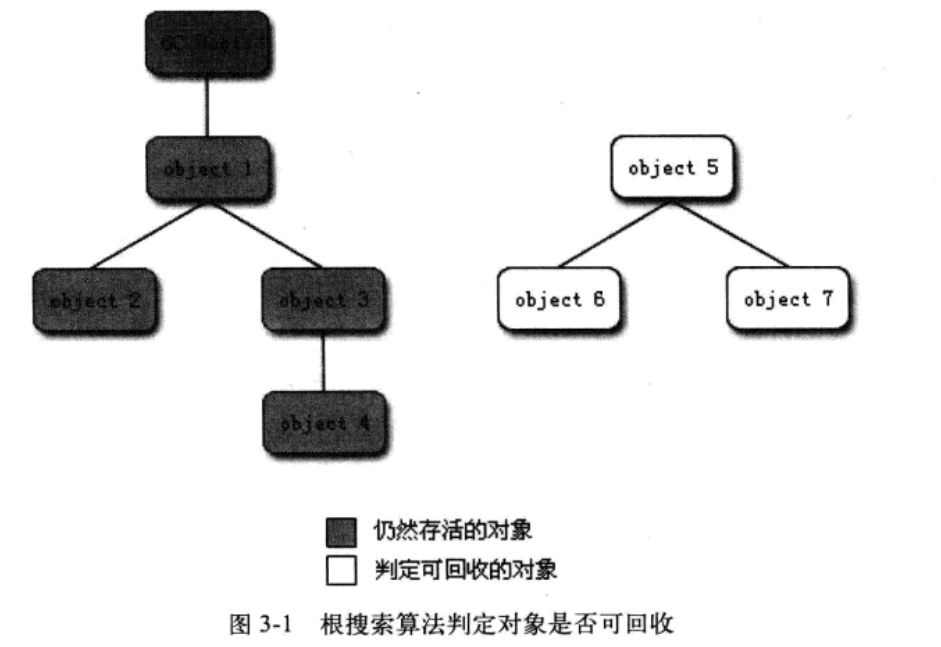 GC Roots
object 1
object 5
object 2
object 3
object 6
object 7
object 4
仍然存活的对象
判定可回收的对象
图 3-1 根搜索算法判定对象是否可回收